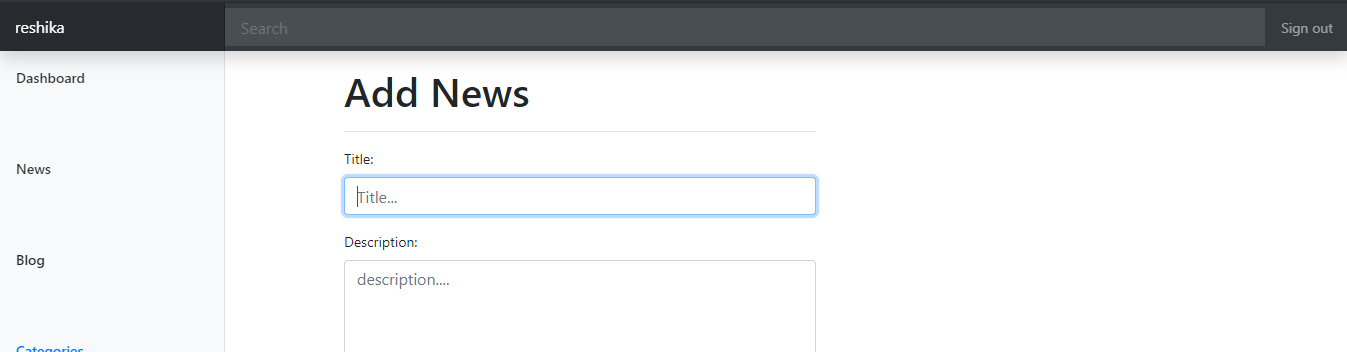 reshika
Search
Sign out
Dashboard
News
Blog
Categories
Add News
Title:
Title...
Description:
description....